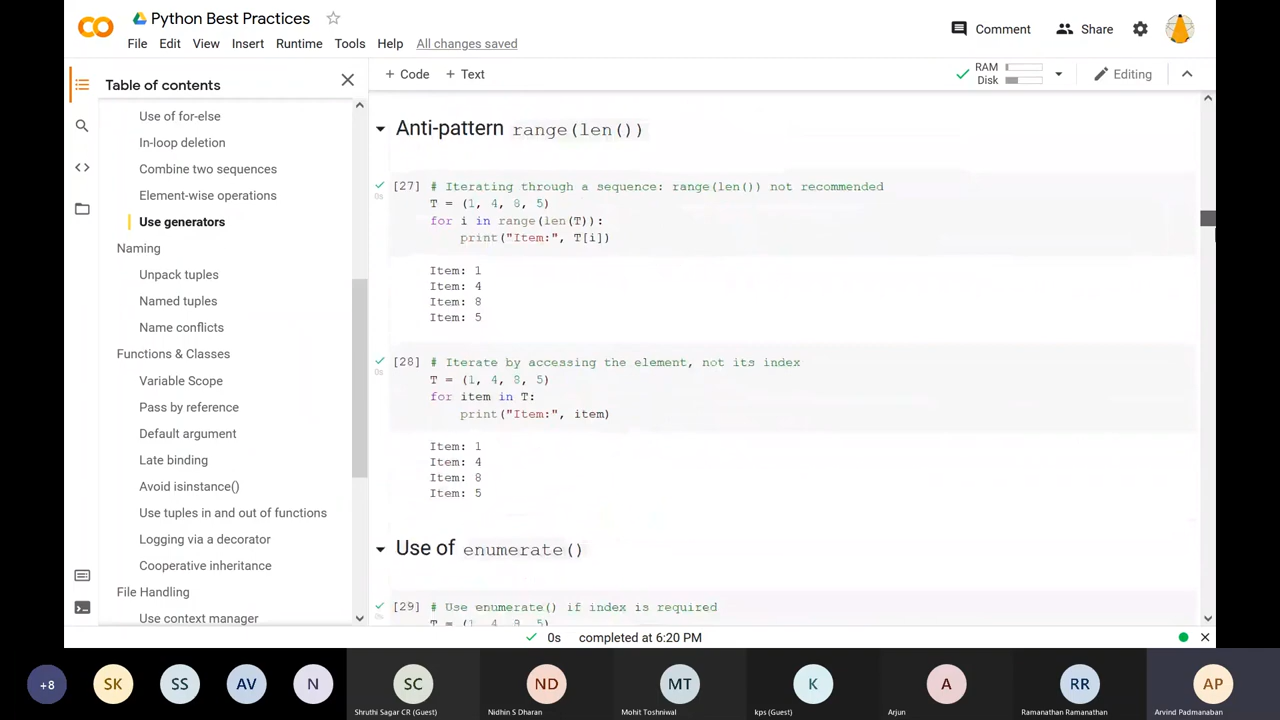 Python Best Practices
File Edit View Insert Runtime Tools Help All changes saved
Comment
Share
Table of contents
Use of for-else
In-loop deletion
Combine two sequences
Element-wise operations
Use generators
Naming
Unpack tuples
Named tuples
Name conflicts
Functions & Classes
Variable Scope
Pass by reference
Default argument
Late binding
Avoid isinstance()
Use tuples in and out of functions
Logging via a decorator
Cooperative inheritance
File Handling
Use context manager
+ Code + Text
RAM
Disk
Editing
Anti-pattern range(len())
[27] # Iterating through a sequence: range(len()) not recommended
0s
T = (1, 4, 8, 5)
for i in range(len(T)):
print("Item:", T[i])
Item: 1
Item: 4
Item: 8
Item: 5
[28] # Iterate by accessing the element, not its index
0s
T = (1, 4, 8, 5)
for item in T:
print("Item:", item)
Item: 1
Item: 4
Item: 8
Item: 5
Use of enumerate()
[29] # Use enumerate() if index is required
0s
T = (1, 4, 8, 5)
0s completed at 6:20 PM
+8
SK
SS
AV
N
SC
Shruthi Sagar CR (Guest)
ND
Nidhin S Dharan
MT
Mohit Toshniwal
K
kps (Guest)
A
Arjun
RR
Ramanathan Ramanathan
AP
Arvind Padmanaban